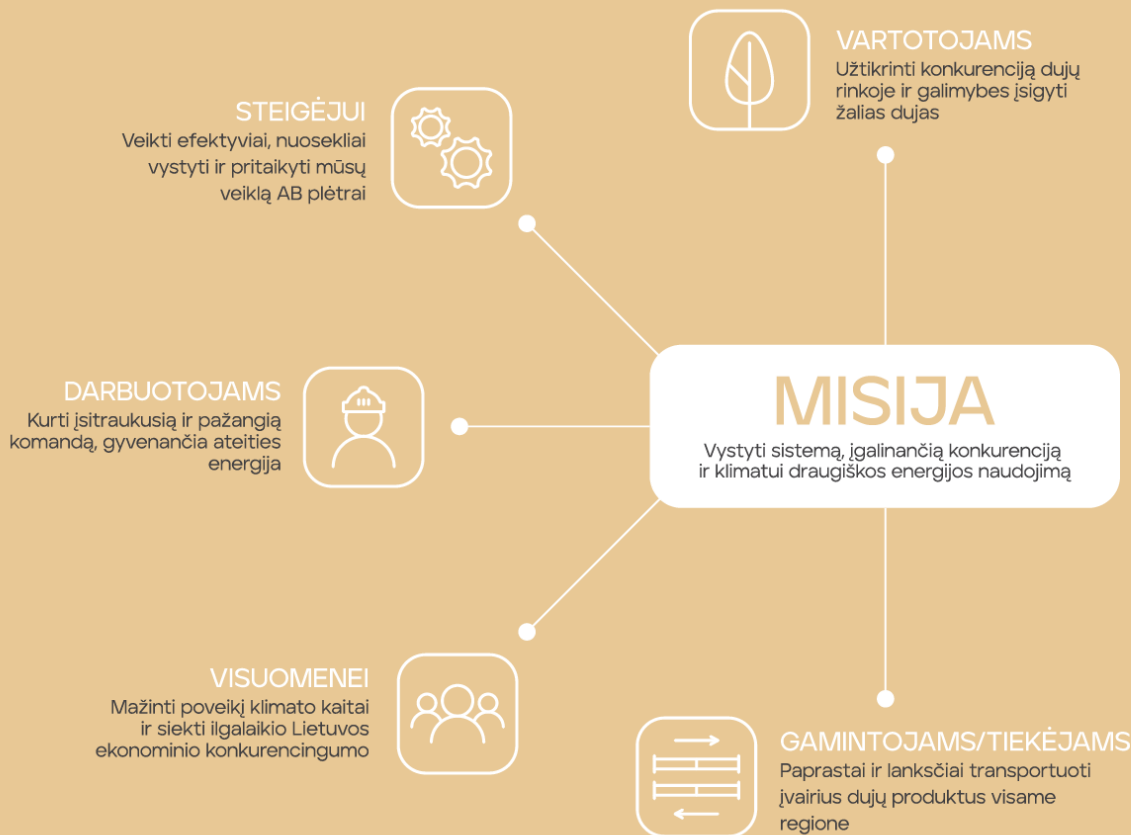 VARTOTOJAMS
Užtikrinti konkurenciją dujų
rinkoje ir galimybes įsigyti
žalias dujas
STEIGĖJUI
Veikti efektyviai, nuosekliai
vystyti ir pritaikyti mūsų
veiklą AB plėtrai
DARBUOTOJAMS
Kurti įsitraukusią ir pažangią
komandą, gyvenančia ateities
energija
MISIJA
Vystyti sistemą, įgalinančią konkurenciją
ir klimatui draugiškos energijos naudojimą
VISUOMENEI
Mažinti poveikį klimato kaitai
ir siekti ilgalaikio Lietuvos
ekonominio konkurencingumo
GAMINTOJAMS/TIEKĖJAMS
Paprastai ir lanksčiai transportuoti
įvairius dujų produktus visame
regione